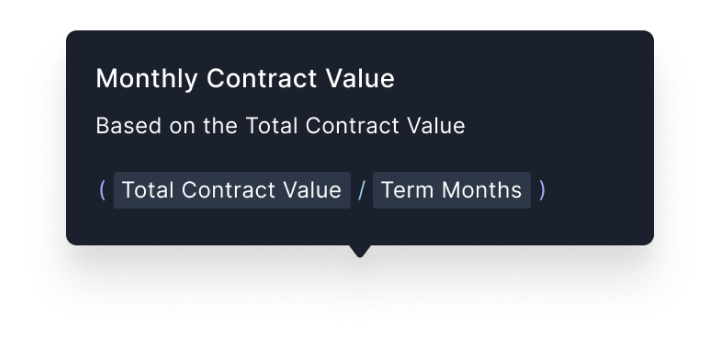 Monthly Contract Value
Based on the Total Contract Value
( Total Contract Value / Term Months )